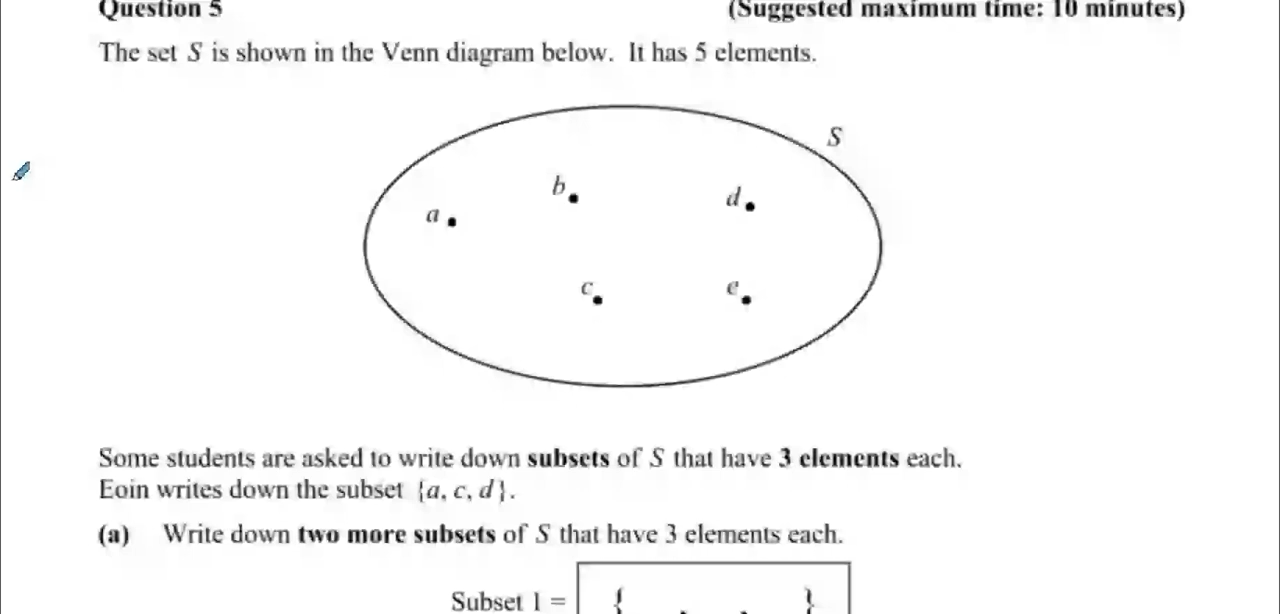 Question 5 (Suggested maximum time: 10 minutes)
The set S is shown in the Venn diagram below. It has 5 elements.
S
b
d
a
c
e
Some students are asked to write down subsets of S that have 3 elements each.
Eoin writes down the subset {a, c, d}.
(a) Write down two more subsets of S that have 3 elements each.
Subset 1 = { , , }